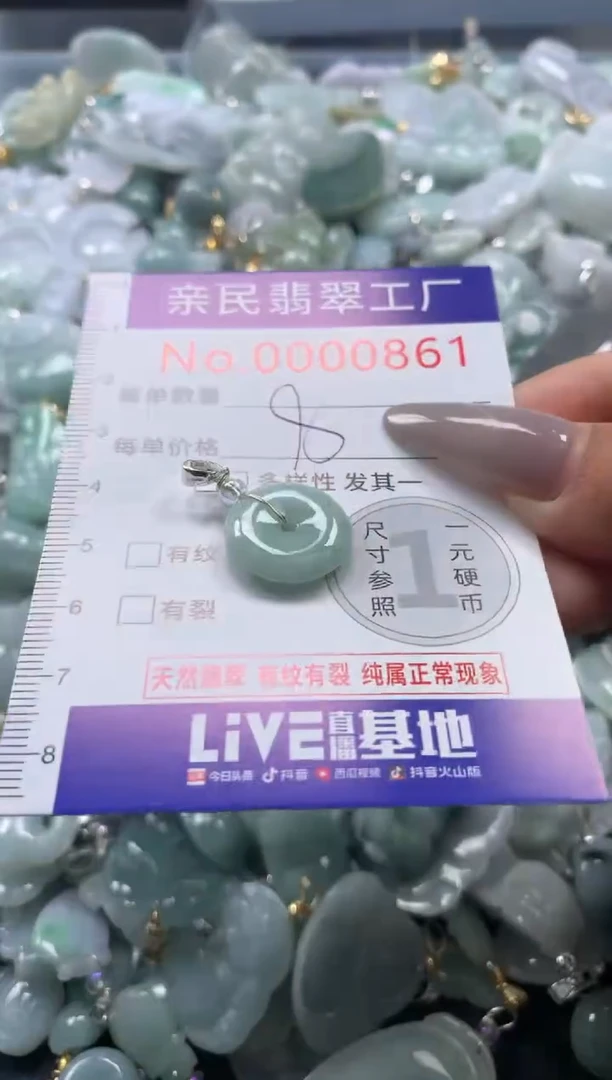 亲民翡翠工厂
No.0000861
每单数量
8
每单价格
多样性 发其一
4
5
6
7
8
有纹
有裂
尺寸参照
1
一元硬币
天然翡翠 有纹有裂 纯属正常现象
LiVE直播基地
今日头条 抖音 西瓜视频 抖音火山版